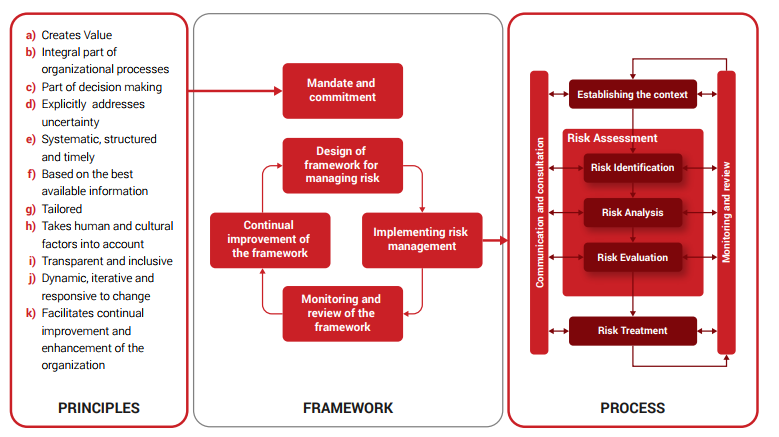 a) Creates Value
b) Integral part of
organizational processes
c) Part of decision making
d) Explicitly addresses
uncertainty
e) Systematic, structured
and timely
f) Based on the best
available information
g) Tailored
h) Takes human and cultural
factors into account
i) Transparent and inclusive
j) Dynamic, iterative and
responsive to change
k) Facilitates continual
improvement and
enhancement of the
organization
PRINCIPLES
Mandate and
commitment
Design of
framework for
managing risk
Continual
improvement of
the framework
Implementing risk
management
Monitoring and
review of the
framework
FRAMEWORK
Communication and consultation
Establishing the context
Risk Assessment
Risk Identification
Risk Analysis
Risk Evaluation
Risk Treatment
Monitoring and review
PROCESS